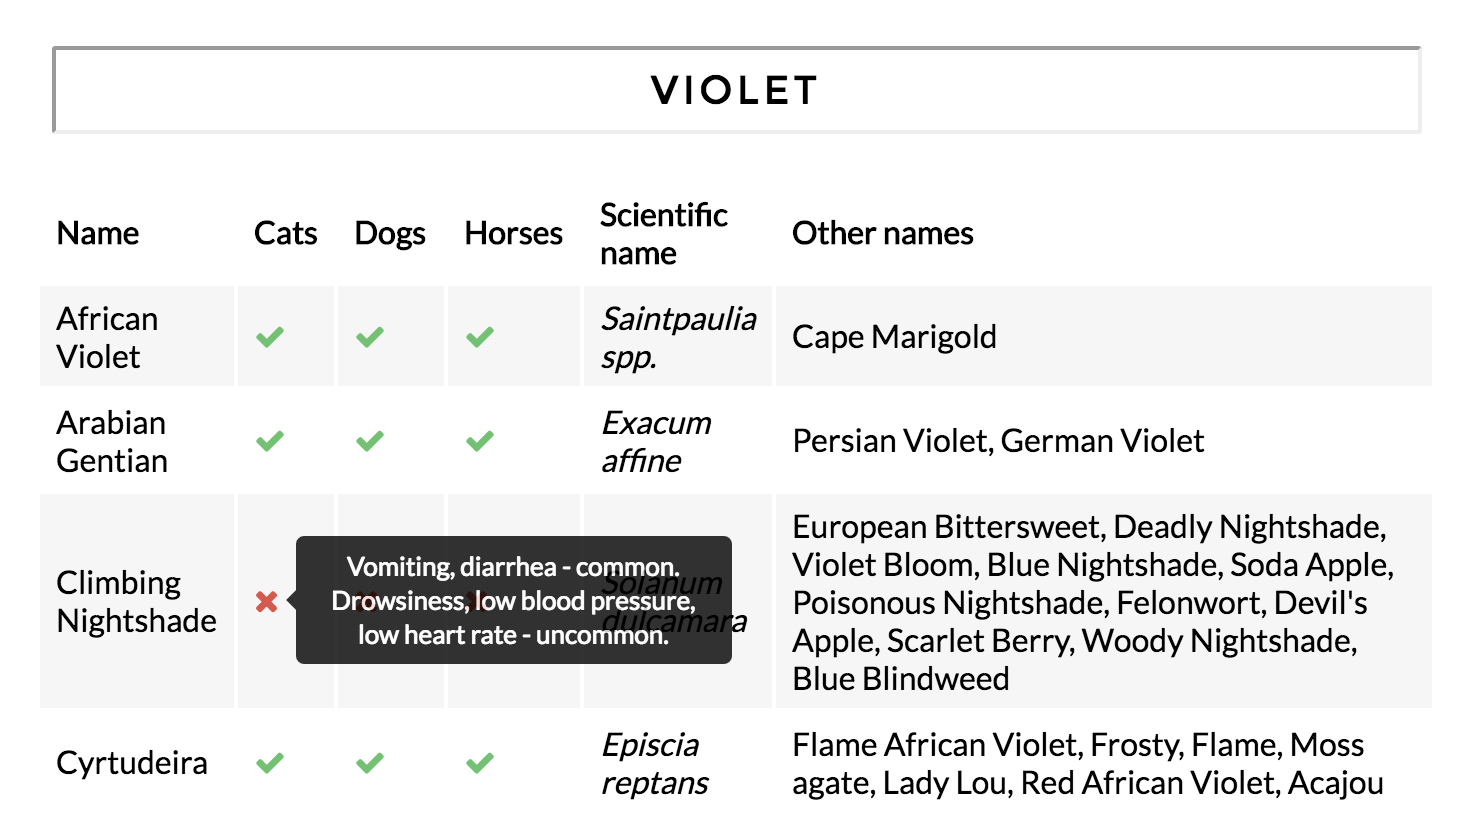 VIOLET
Name Cats Dogs Horses Scientific name Other names
African Violet Saintpaulia spp. Cape Marigold
Arabian Gentian Exacum affine Persian Violet, German Violet
Climbing Nightshade
Vomiting, diarrhea - common.
Drowsiness, low blood pressure,
low heart rate - uncommon.
Solanum
dulcamara
European Bittersweet, Deadly Nightshade,
Violet Bloom, Blue Nightshade, Soda Apple,
Poisonous Nightshade, Felonwort, Devil's
Apple, Scarlet Berry, Woody Nightshade,
Blue Blindweed
Cyrtudeira
Episcia
reptans
Flame African Violet, Frosty, Flame, Moss
agate, Lady Lou, Red African Violet, Acajou